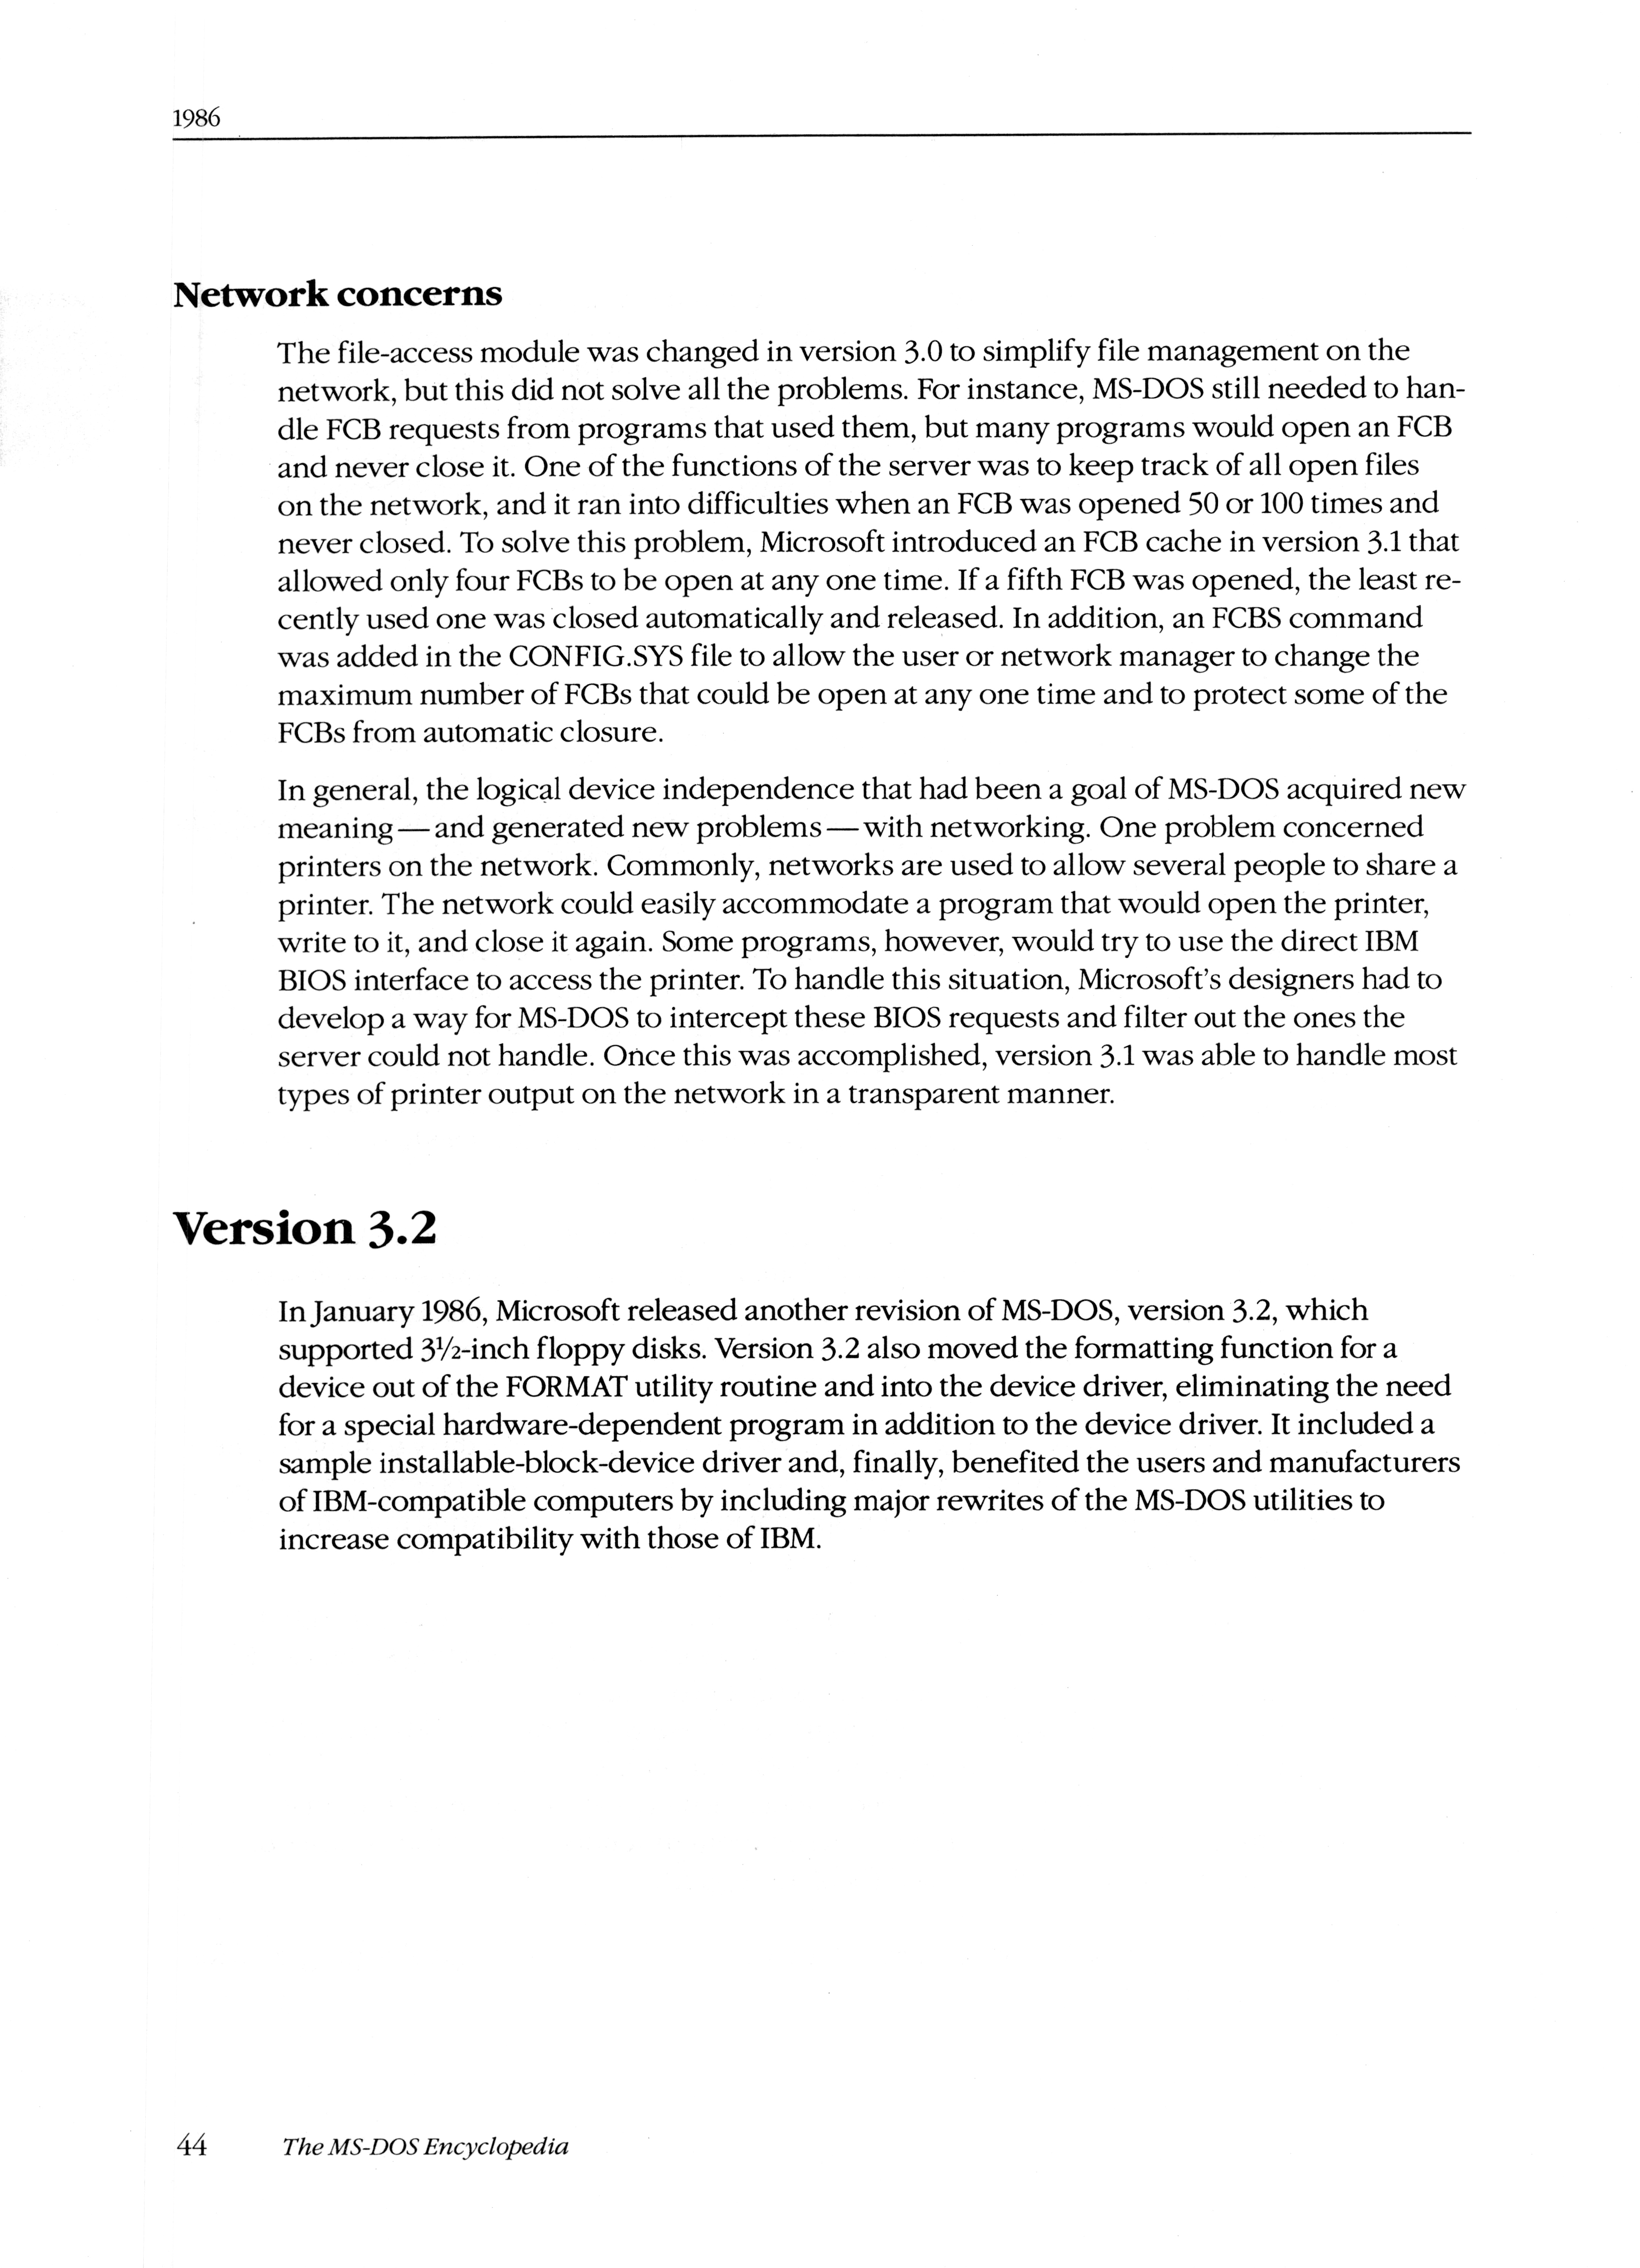 1986
Network concerns
The file-access module was changed in version 3.0 to simplify file management on the
network, but this did not solve all the problems. For instance, MS-DOS still needed to han-
dle FCB requests from programs that used them, but many programs would open an FCB
and never close it. One of the functions of the server was to keep track of all open files
on the network, and it ran into difficulties when an FCB was opened 50 or 100 times and
never closed. To solve this problem, Microsoft introduced an FCB cache in version 3.1 that
allowed only four FCBs to be open at any one time. If a fifth FCB was opened, the least re-
cently used one was closed automatically and released. In addition, an FCBS command
was added in the CONFIG.SYS file to allow the user or network manager to change the
maximum number of FCBs that could be open at any one time and to protect some of the
FCBs from automatic closure.
In general, the logical device independence that had been a goal of MS-DOS acquired new
meaning — and generated new problems — with networking. One problem concerned
printers on the network. Commonly, networks are used to allow several people to share a
printer. The network could easily accommodate a program that would open the printer,
write to it, and close it again. Some programs, however, would try to use the direct IBM
BIOS interface to access the printer. To handle this situation, Microsoft's designers had to
develop a way for MS-DOS to intercept these BIOS requests and filter out the ones the
server could not handle. Once this was accomplished, version 3.1 was able to handle most
types of printer output on the network in a transparent manner.
Version 3.2
In January 1986, Microsoft released another revision of MS-DOS, version 3.2, which
supported 3½-inch floppy disks. Version 3.2 also moved the formatting function for a
device out of the FORMAT utility routine and into the device driver, eliminating the need
for a special hardware-dependent program in addition to the device driver. It included a
sample installable-block-device driver and, finally, benefited the users and manufacturers
of IBM-compatible computers by including major rewrites of the MS-DOS utilities to
increase compatibility with those of IBM.
44 The MS-DOS Encyclopedia